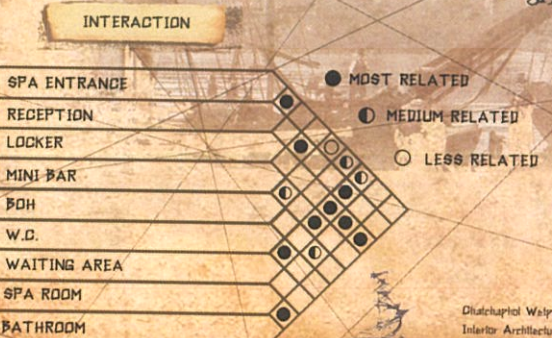 INTERACTION
SPA ENTRANCE
RECEPTION
LOCKER
MINI BAR
BOH
W.C.
WAITING AREA
SPA ROOM
BATHROOM
MOST RELATED
MEDIUM RELATED
LESS RELATED
Interior